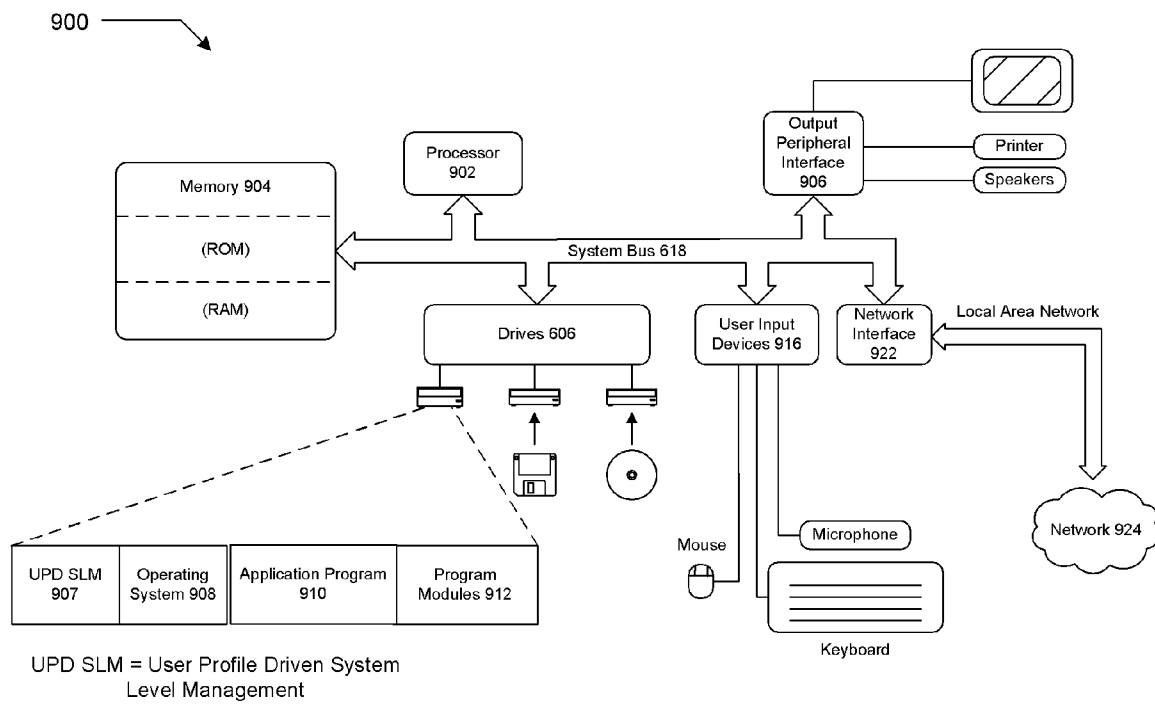 900
Output
Peripheral
Interface
906
Printer
Speakers
Processor
902
Memory 904
(ROM)
(RAM)
System Bus 618
Drives 606
User Input
Devices 916
Network
Interface
922
Local Area Network
Network 924
Microphone
Mouse
Keyboard
UPD SLM
907
Operating
System 908
Application Program
910
Program
Modules 912
UPD SLM = User Profile Driven System
Level Management